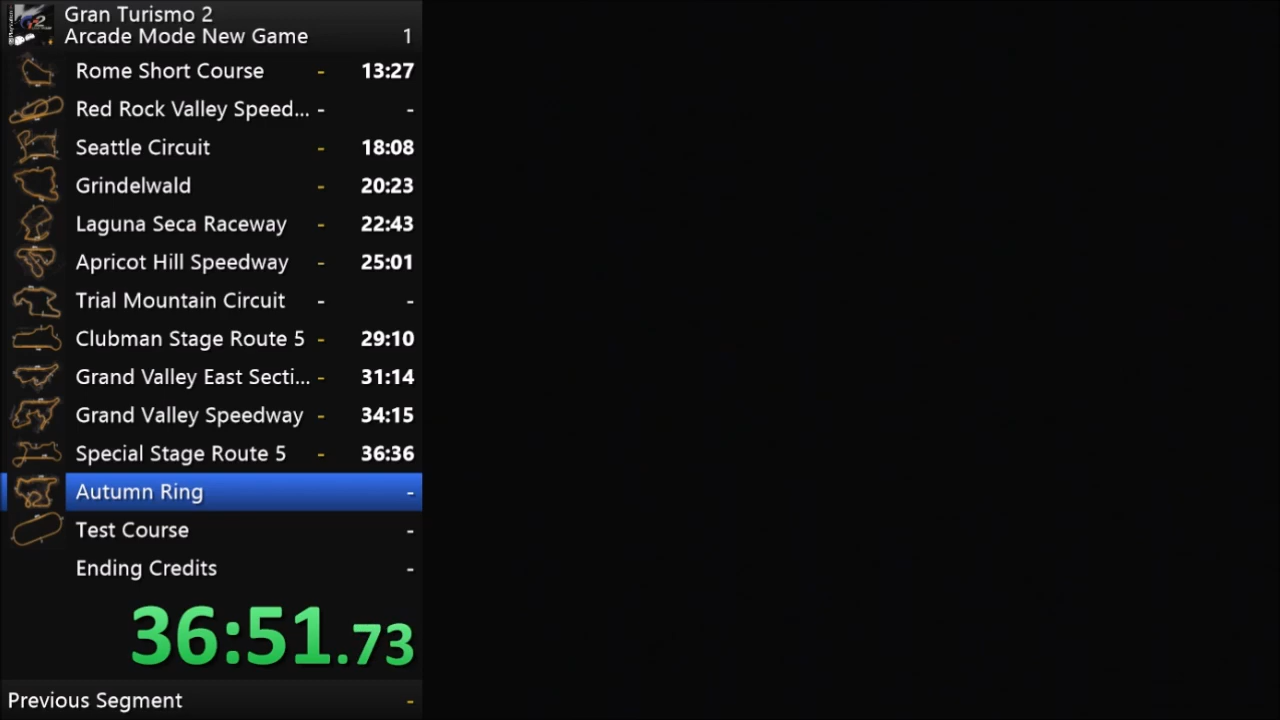 Gran Turismo 2
Arcade Mode New Game 1
Rome Short Course - 13:27
Red Rock Valley Speed... - -
Seattle Circuit - 18:08
Grindelwald - 20:23
Laguna Seca Raceway - 22:43
Apricot Hill Speedway - 25:01
Trial Mountain Circuit - -
Clubman Stage Route 5 - 29:10
Grand Valley East Secti... - 31:14
Grand Valley Speedway - 34:15
Special Stage Route 5 - 36:36
Autumn Ring -
Test Course -
Ending Credits -
36:51.73
Previous Segment -